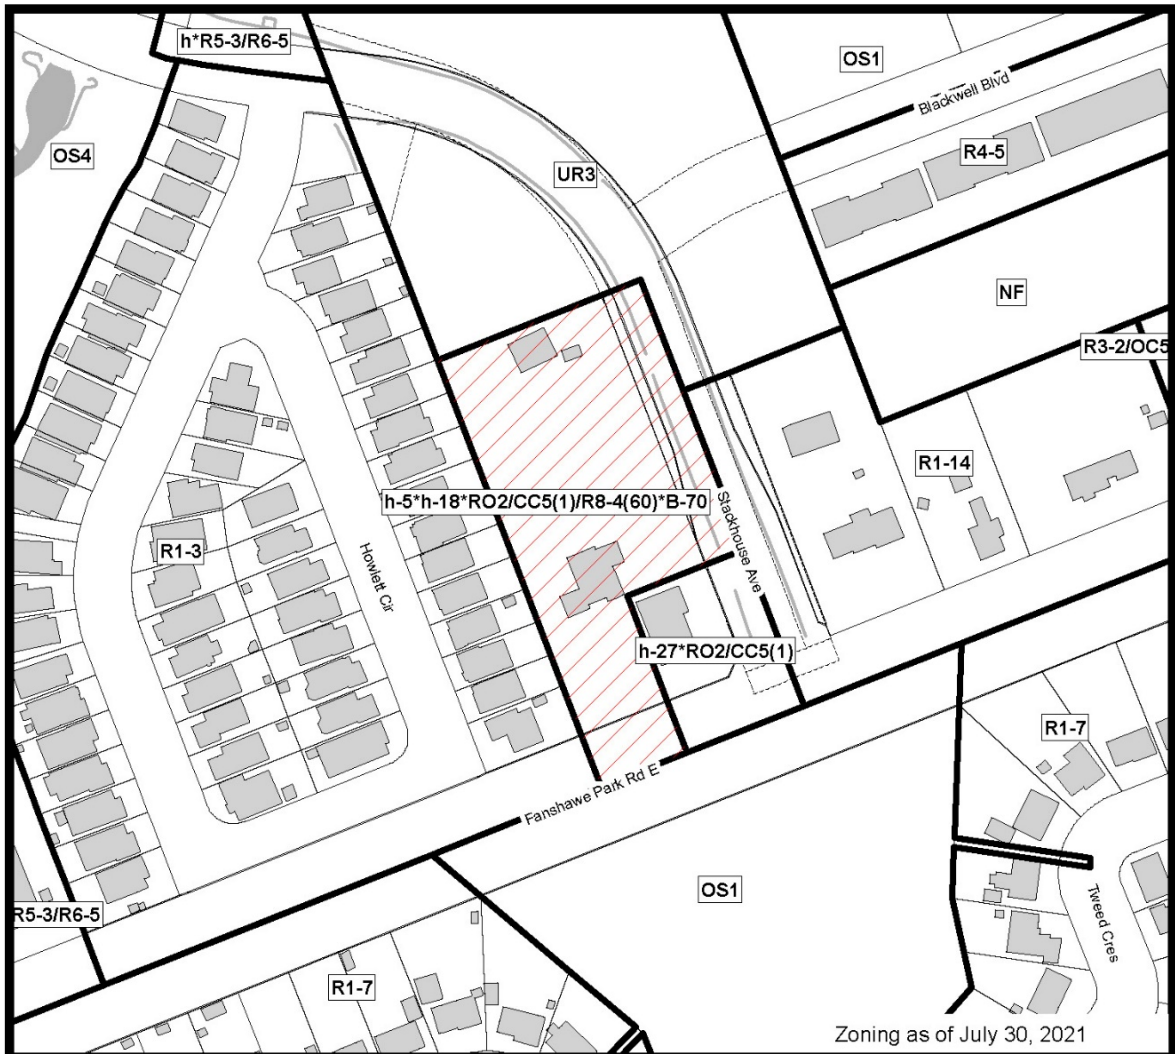 h*R5-3/R6-5
OS1
Blackwell Blvd
OS4
R4-5
UR3
NF
R3-2/OC5
R1-14
h-5*h-18*RO2/CC5(1)/R8-4(60)*B-70
Stackhouse Ave
R1-3
Howlett Cir
h-27*RO2/CC5(1)
R1-7
Fanshawe Park Rd E
OS1
R5-3/R6-5
Tweed Cres
R1-7
Zoning as of July 30, 2021